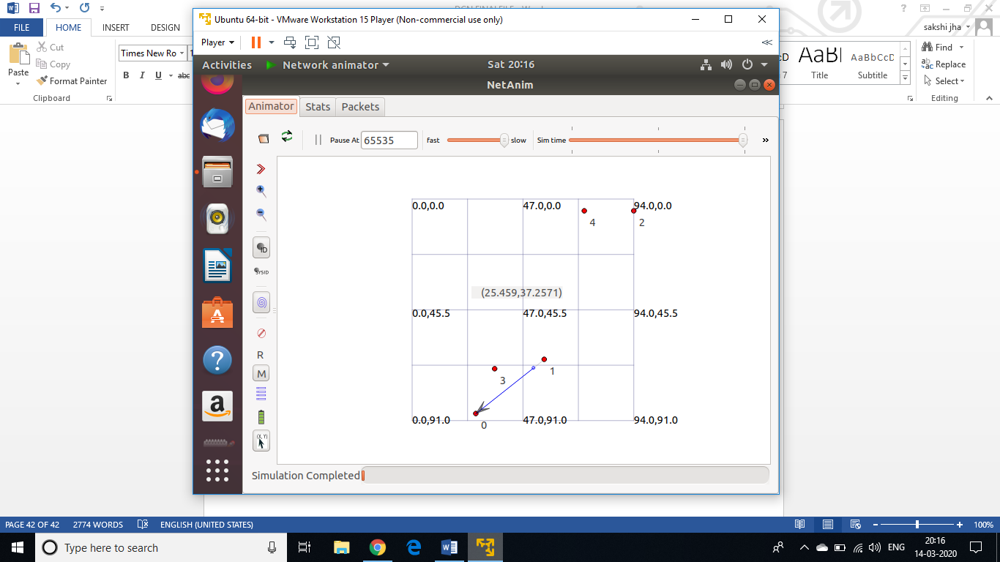 Ubuntu 64-bit - VMware Workstation 15 Player (Non-commercial use only)
sakshi jha
FILE HOME INSERT DESIGN
Cut
Copy
Format Painter
Paste
Clipboard
Times New Ro
B I U abc
Title
AaBbCcD
Subtitle
Find
Replace
Select
Editing
Player
Activities Network animator Sat 20:16
NetAnim
Animator Stats Packets
Pause At 65535 fast slow Sim time
ID
SYSID
R
M
(X, Y)
0.0,0.0 47.0,0.0 94.0,0.0
4 2
(25.459,37.2571)
0.0,45.5 47.0,45.5 94.0,45.5
3 1
0.0,91.0 47.0,91.0 94.0,91.0
0
Simulation Completed
PAGE 42 OF 42 2774 WORDS ENGLISH (UNITED STATES) 100%
Type here to search
ENG
20:16
14-03-2020